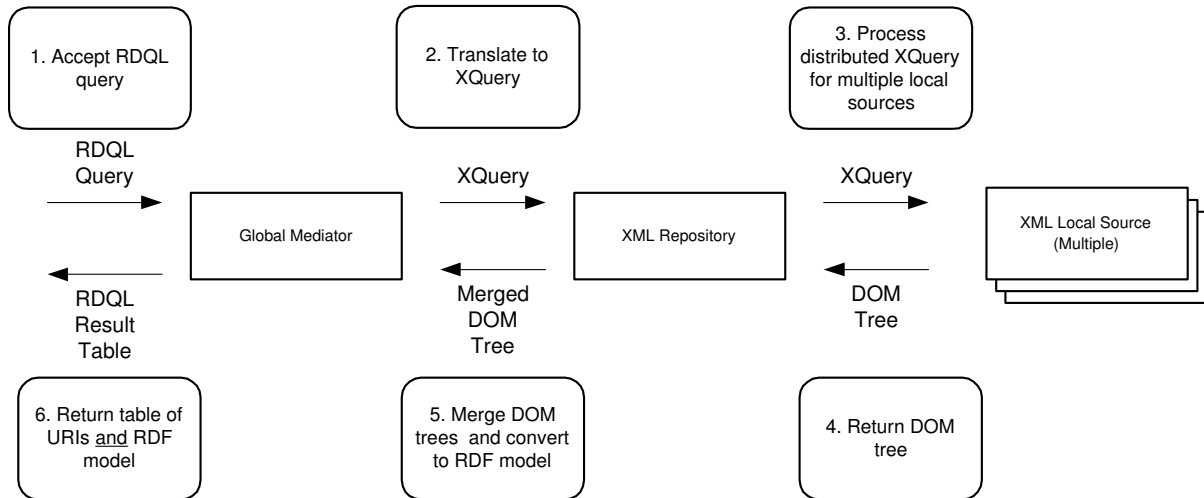 1. Accept RDQL
query
2. Translate to
XQuery
3. Process
distributed XQuery
for multiple local
sources
RDQL
Query
XQuery
XQuery
Global Mediator
XML Repository
XML Local Source
(Multiple)
RDQL
Result
Table
Merged
DOM
Tree
DOM
Tree
6. Return table of
URIs and RDF
model
5. Merge DOM
trees and convert
to RDF model
4. Return DOM
tree